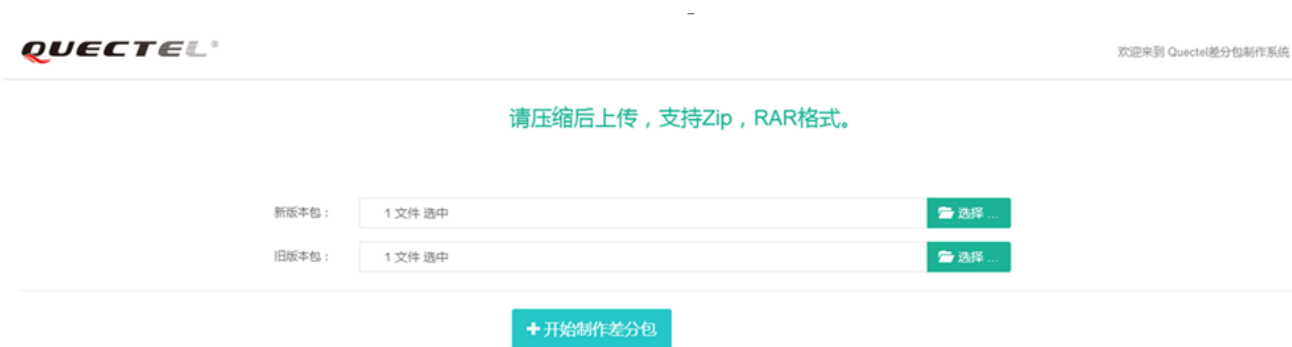 QUECTEL®
欢迎来到 Quectel差分包制作系统
请压缩后上传，支持Zip，RAR格式。
新版本包： 1 文件 选中 选择 ...
旧版本包： 1 文件 选中 选择 ...
开始制作差分包